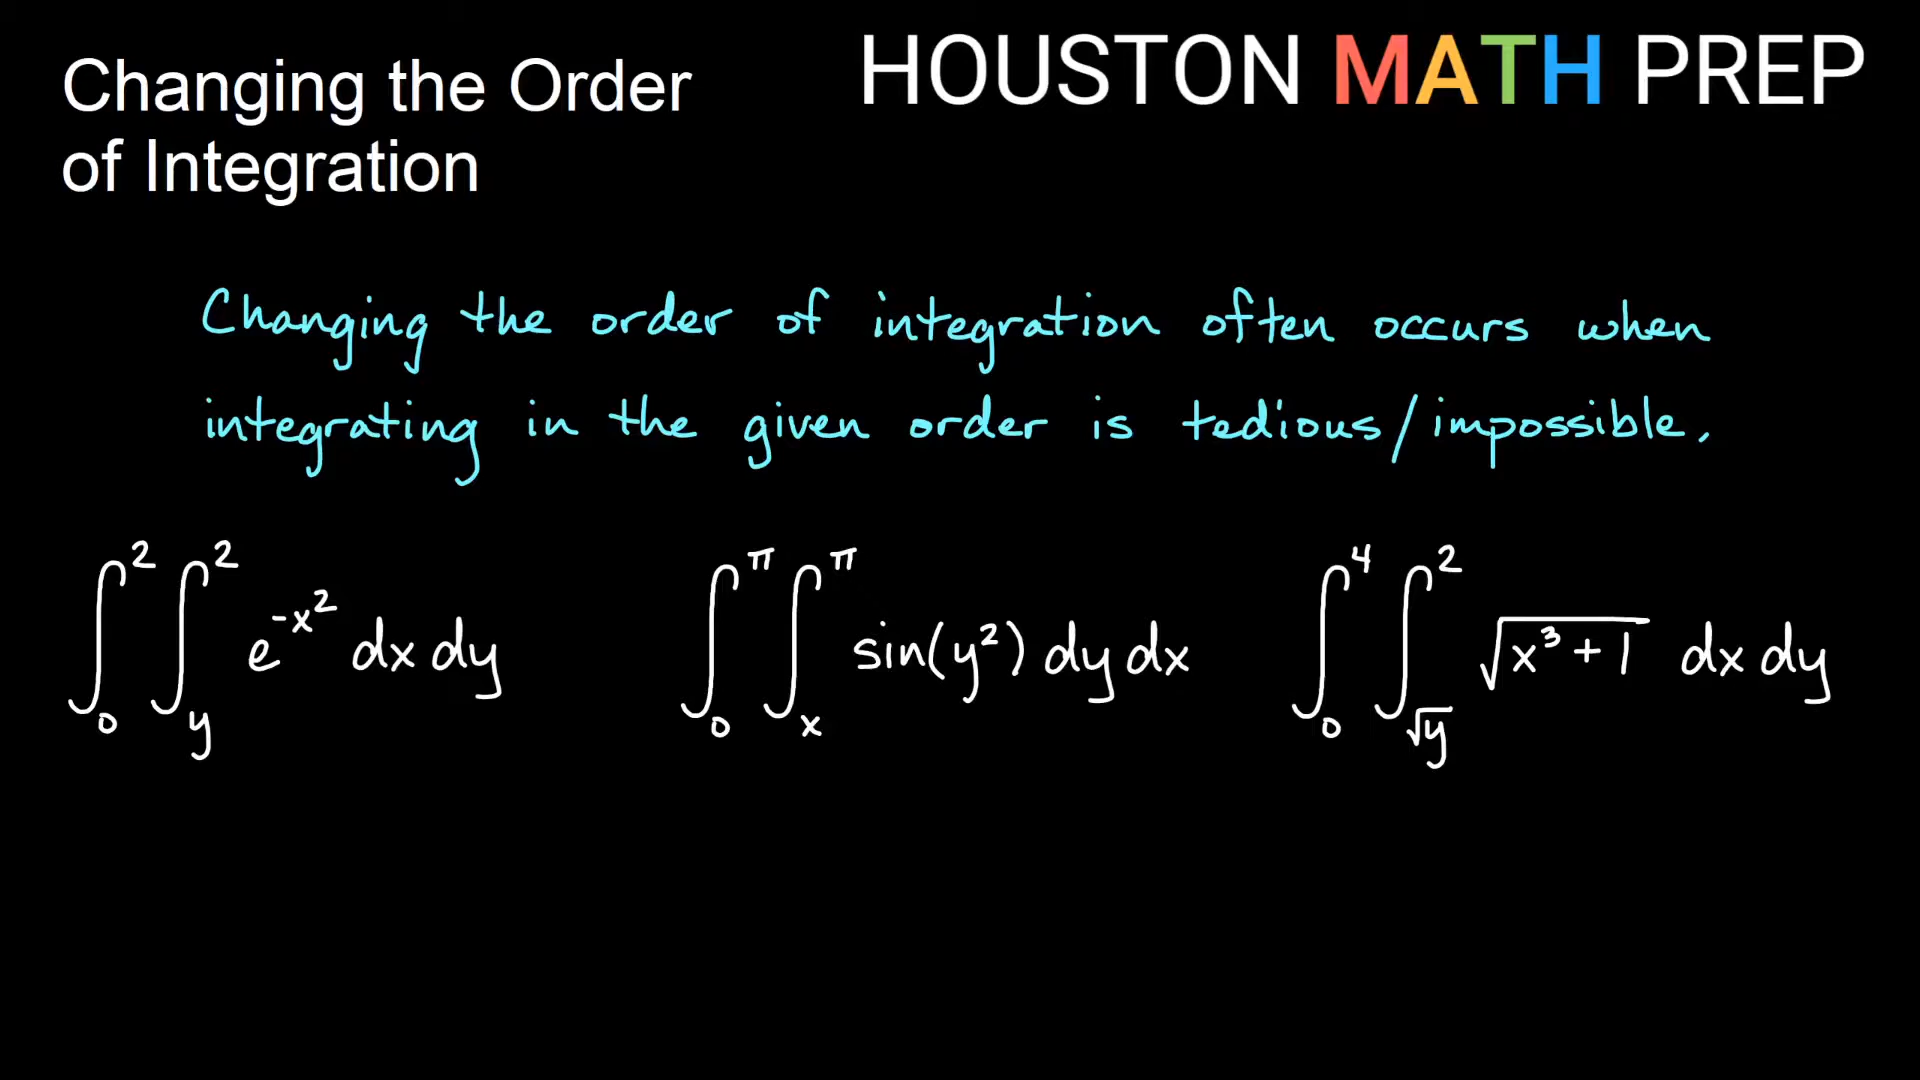 Changing the Order
of Integration
HOUSTON MATH PREP
Changing the order of integration often occurs when
integrating in the given order is tedious/impossible.
∫₀² ∫ᵧ² e^(-x²) dx dy
∫₀^π ∫ₓ^π sin(y²) dy dx
∫₀⁴ ∫_√y² √(x³+1) dx dy